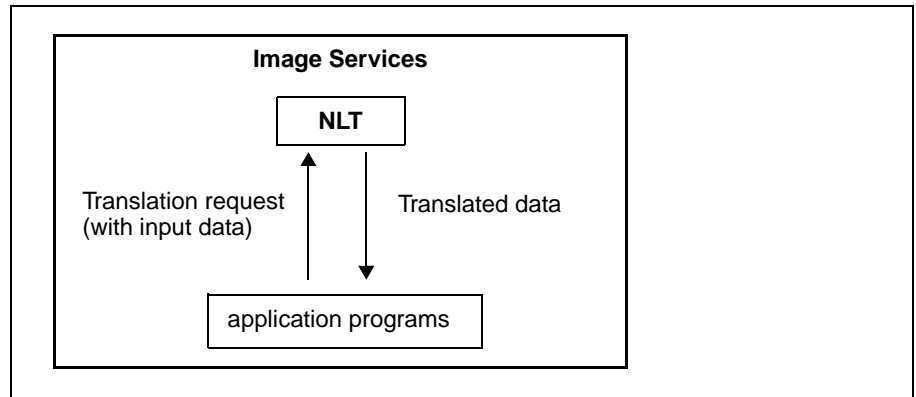 Image Services
NLT
Translation request
(with input data)
Translated data
application programs